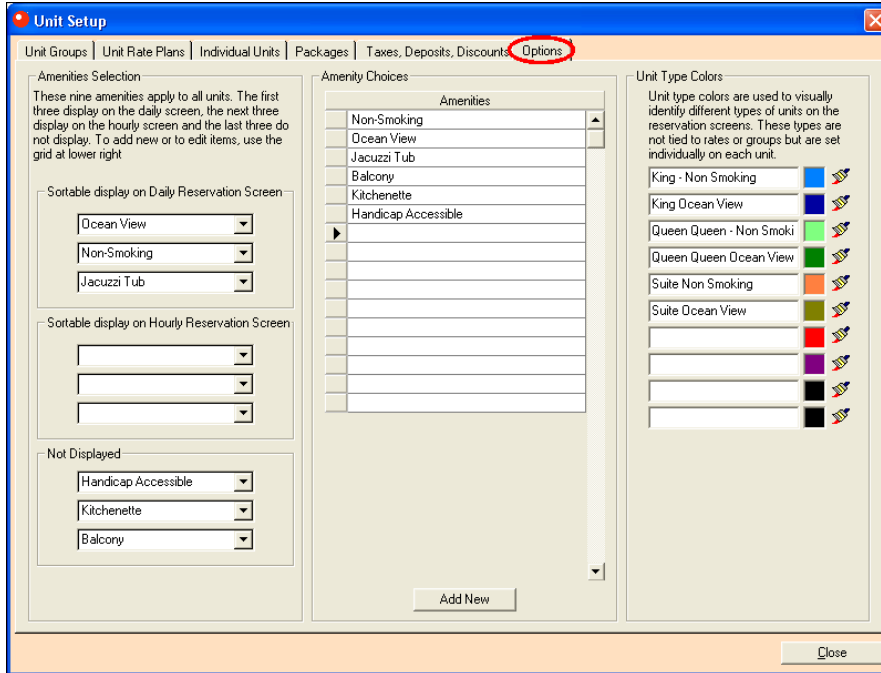 Unit Setup
Unit Groups
Unit Rate Plans
Individual Units
Packages
Taxes, Deposits, Discounts
Options
Amenities Selection
These nine amenities apply to all units. The first
three display on the daily screen, the next three
display on the hourly screen and the last three do
not display. To add new or to edit items, use the
grid at lower right
Sortable display on Daily Reservation Screen
Ocean View
Non-Smoking
Jacuzzi Tub
Sortable display on Hourly Reservation Screen
Not Displayed
Handicap Accessible
Kitchenette
Balcony
Amenity Choices
Amenities
Non-Smoking
Ocean View
Jacuzzi Tub
Balcony
Kitchenette
Handicap Accessible
Add New
Unit Type Colors
Unit type colors are used to visually
identify different types of units on the
reservation screens. These types are
not tied to rates or groups but are set
individually on each unit.
King - Non Smoking
King Ocean View
Queen Queen - Non Smoki
Queen Queen Ocean View
Suite Non Smoking
Suite Ocean View
Close